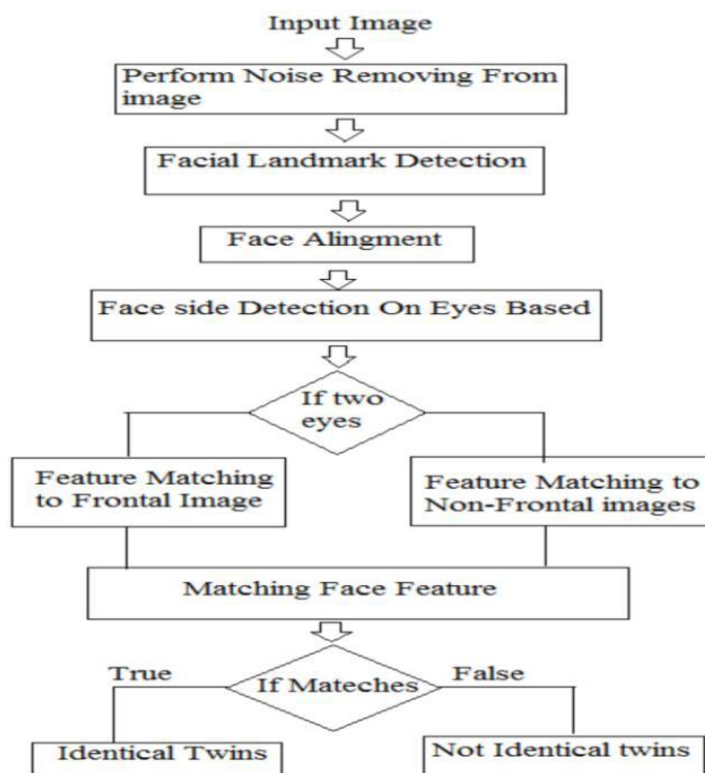 Input Image
Perform Noise Removing From
image
Facial Landmark Detection
Face Alingment
Face side Detection On Eyes Based
If two
eyes
Feature Matching
to Frontal Image
Feature Matching to
Non-Frontal images
Matching Face Feature
True
If Mateches
False
Identical Twins
Not Identical twins